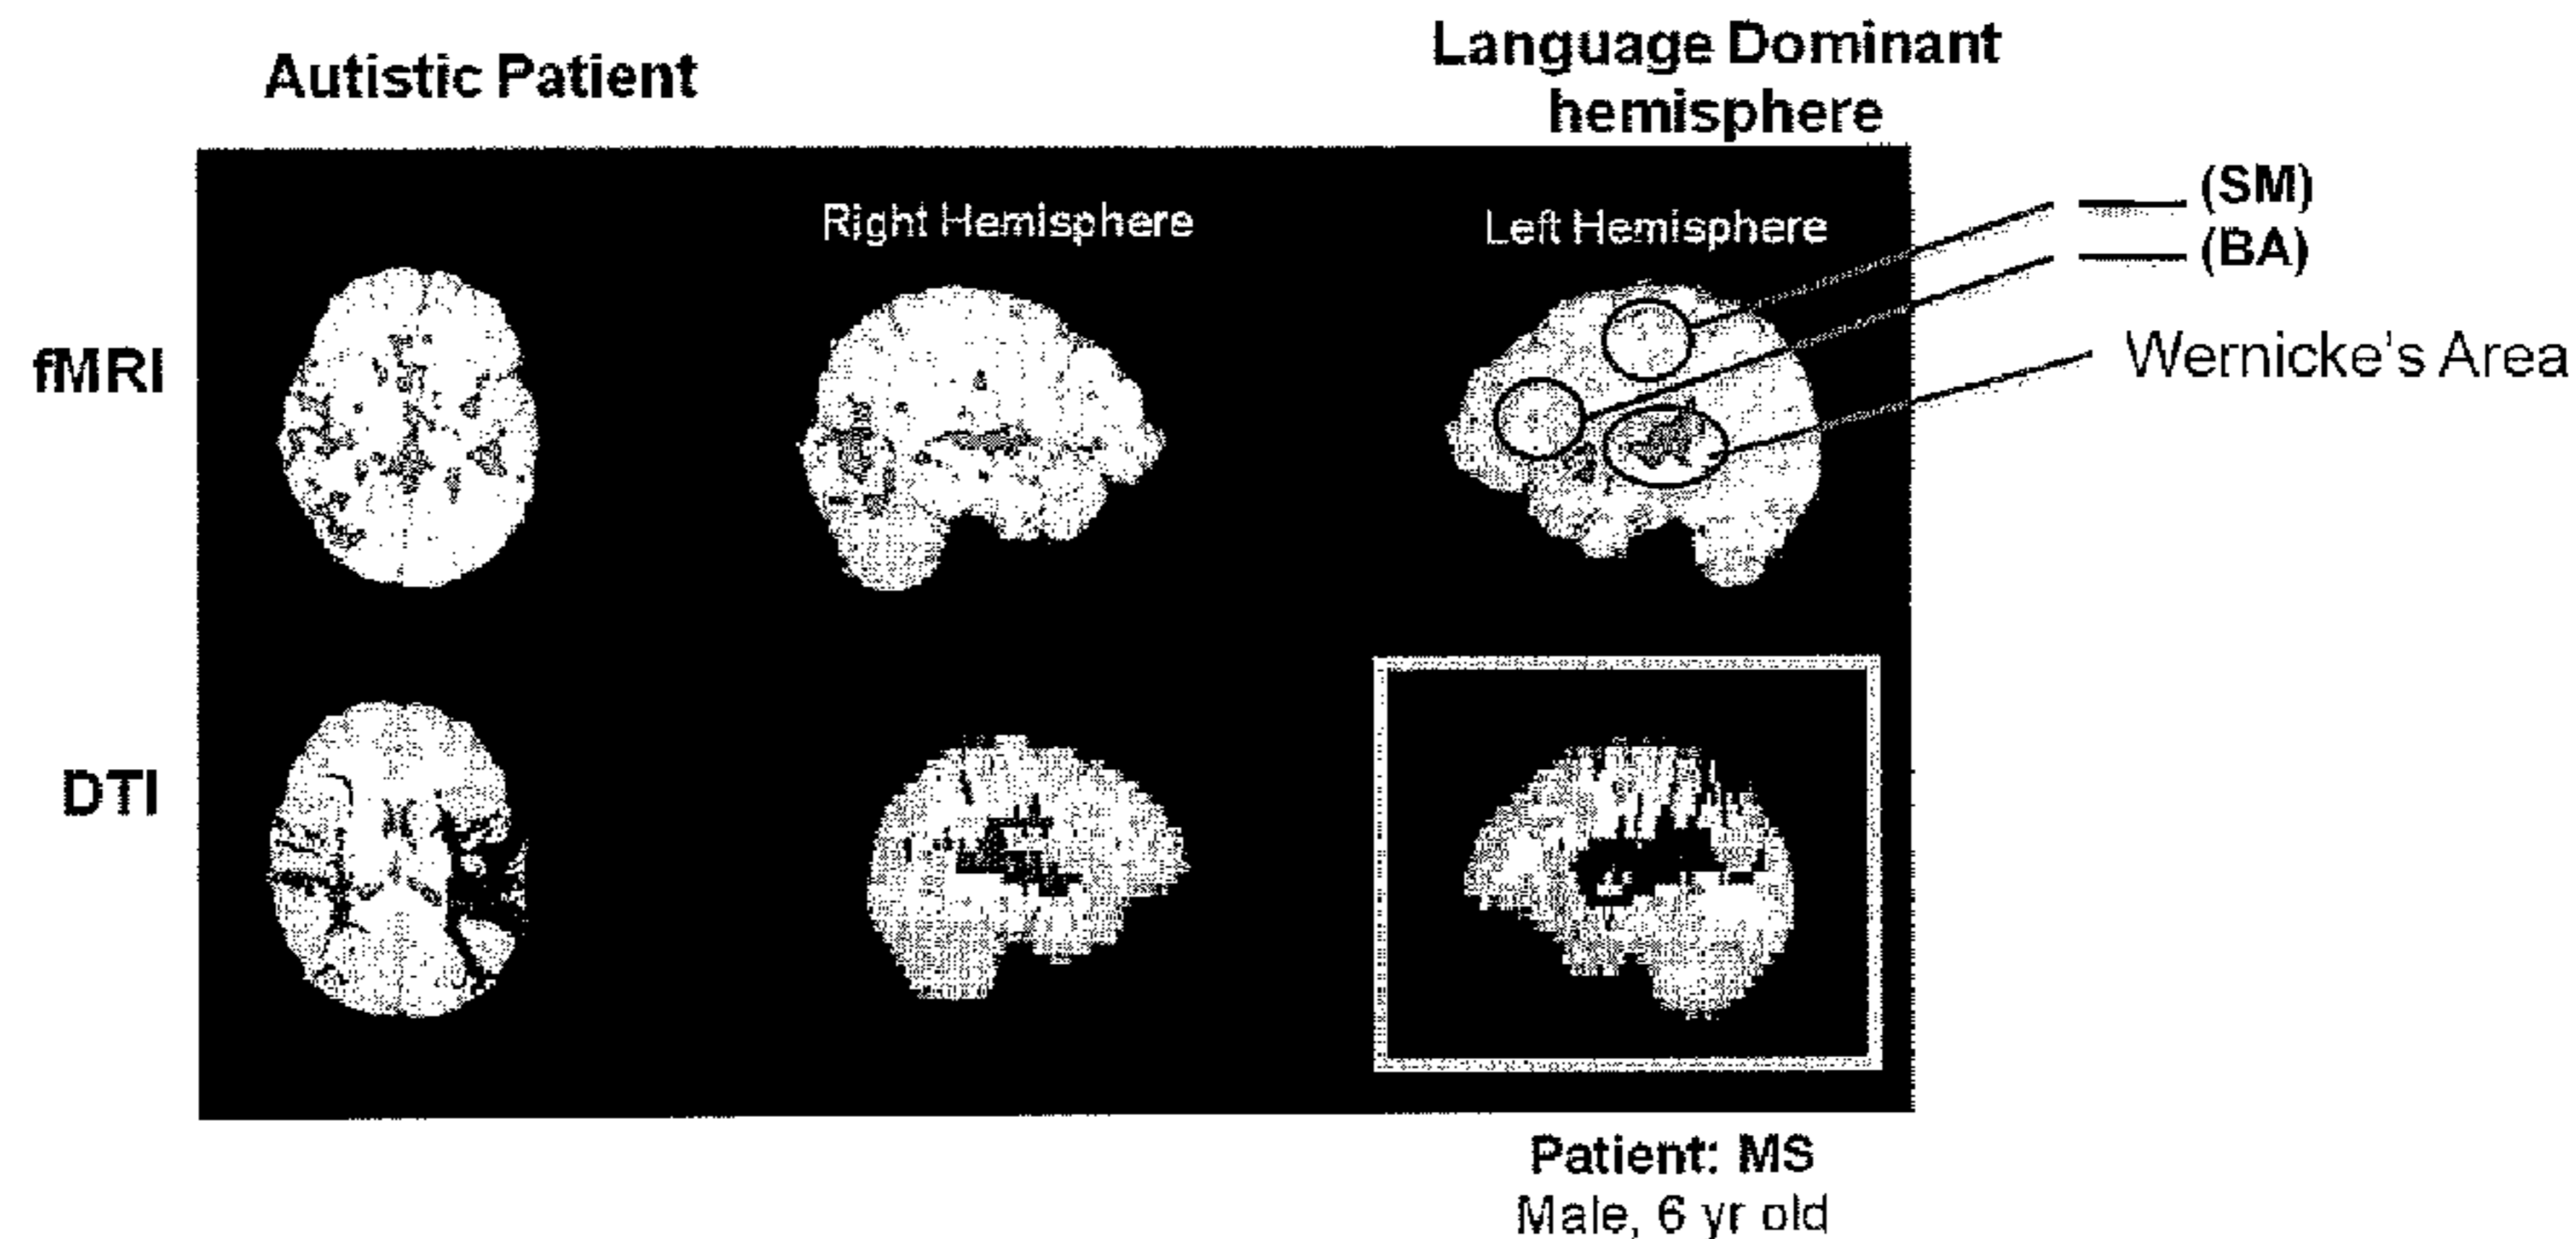 Autistic Patient
Language Dominant
hemisphere
Right Hemisphere
Left Hemisphere
(SM)
(BA)
Wernicke's Area
fMRI
DTI
Patient: MS
Male, 6 yr old